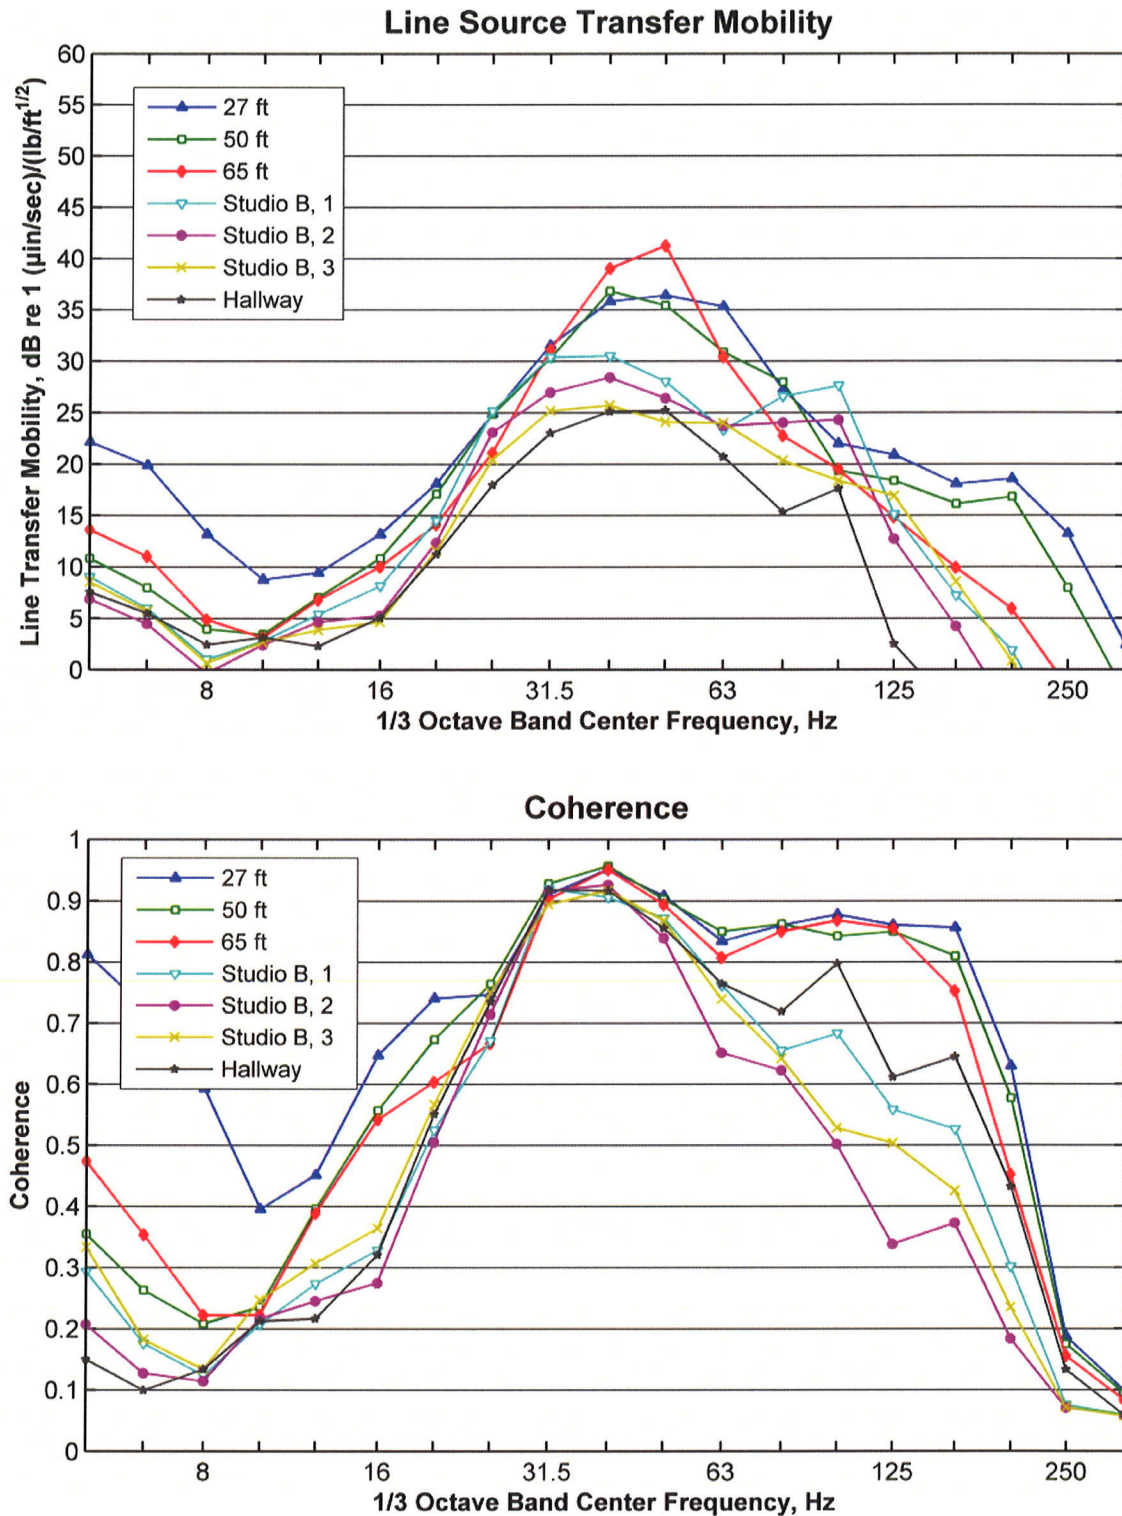 Line Source Transfer Mobility
Line Transfer Mobility, dB re 1 (µin/sec)/(lb/ft^1/2)
60
55
50
45
40
35
30
25
20
15
10
5
0
27 ft
50 ft
65 ft
Studio B, 1
Studio B, 2
Studio B, 3
Hallway
8
16
31.5
63
125
250
1/3 Octave Band Center Frequency, Hz
Coherence
Coherence
1
0.9
0.8
0.7
0.6
0.5
0.4
0.3
0.2
0.1
0
27 ft
50 ft
65 ft
Studio B, 1
Studio B, 2
Studio B, 3
Hallway
8
16
31.5
63
125
250
1/3 Octave Band Center Frequency, Hz